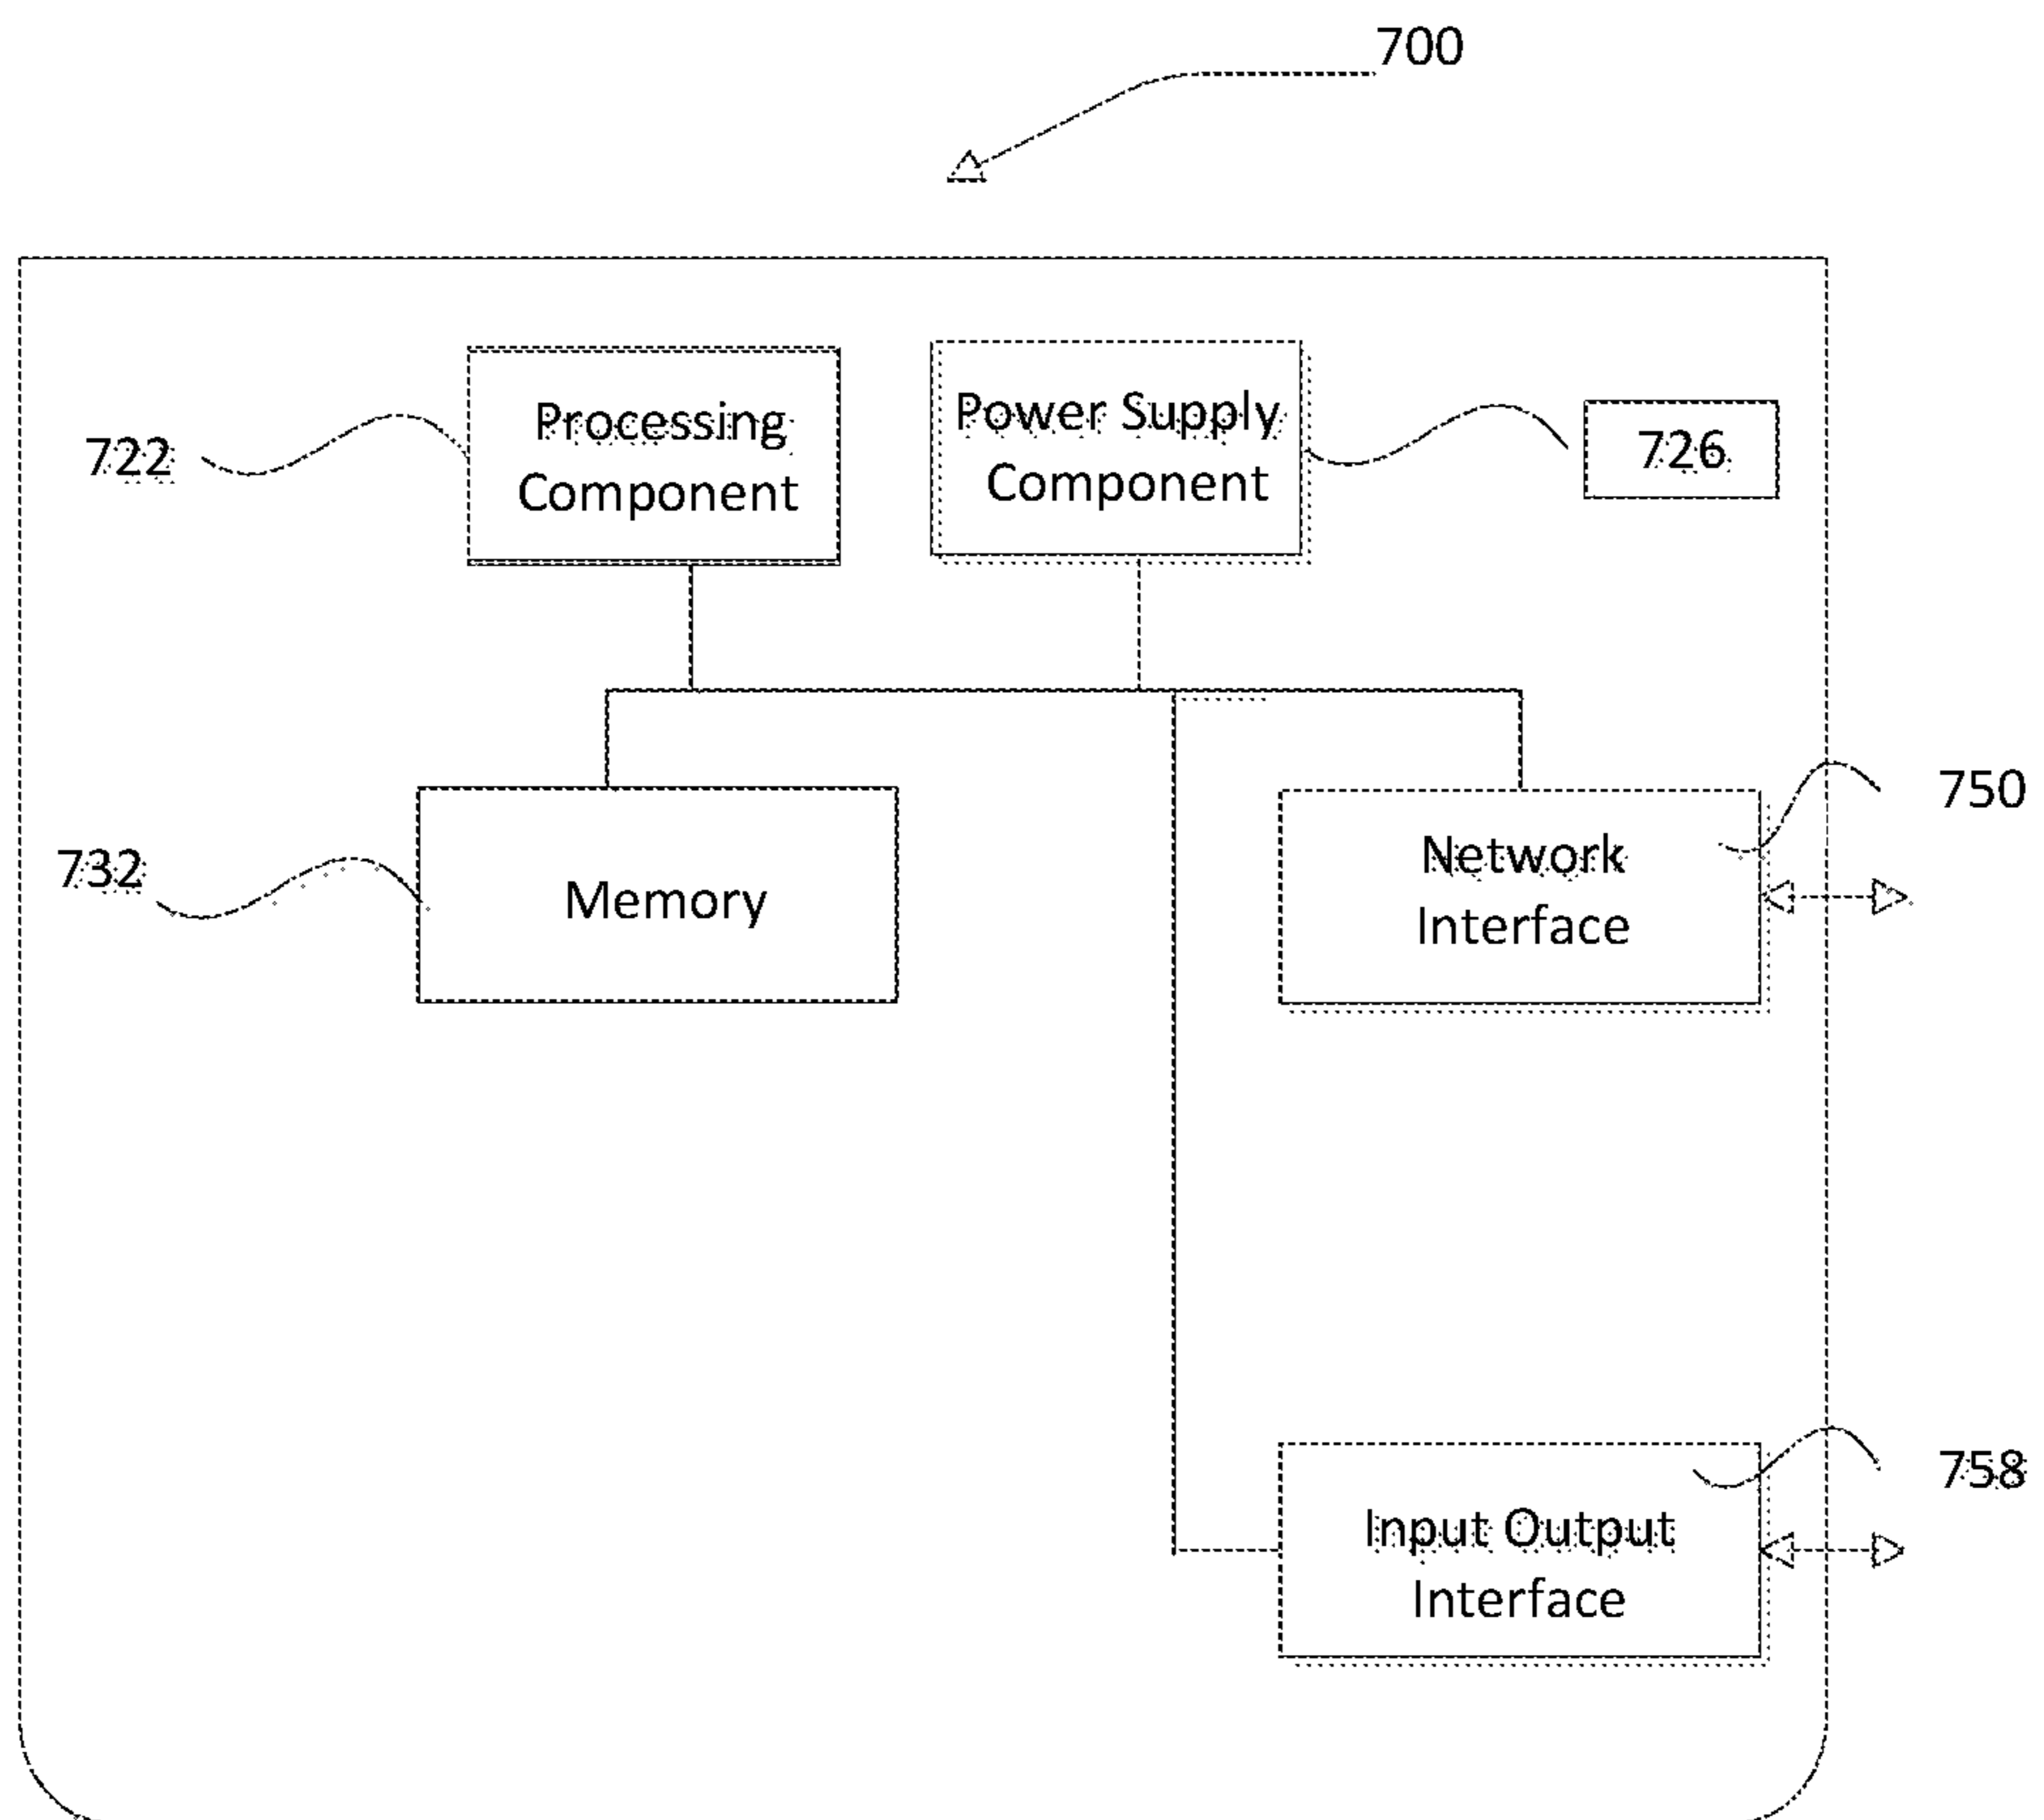 700
Processing
Component
Power Supply
Component
722
726
Memory
732
Network
Interface
750
Input Output
Interface
758